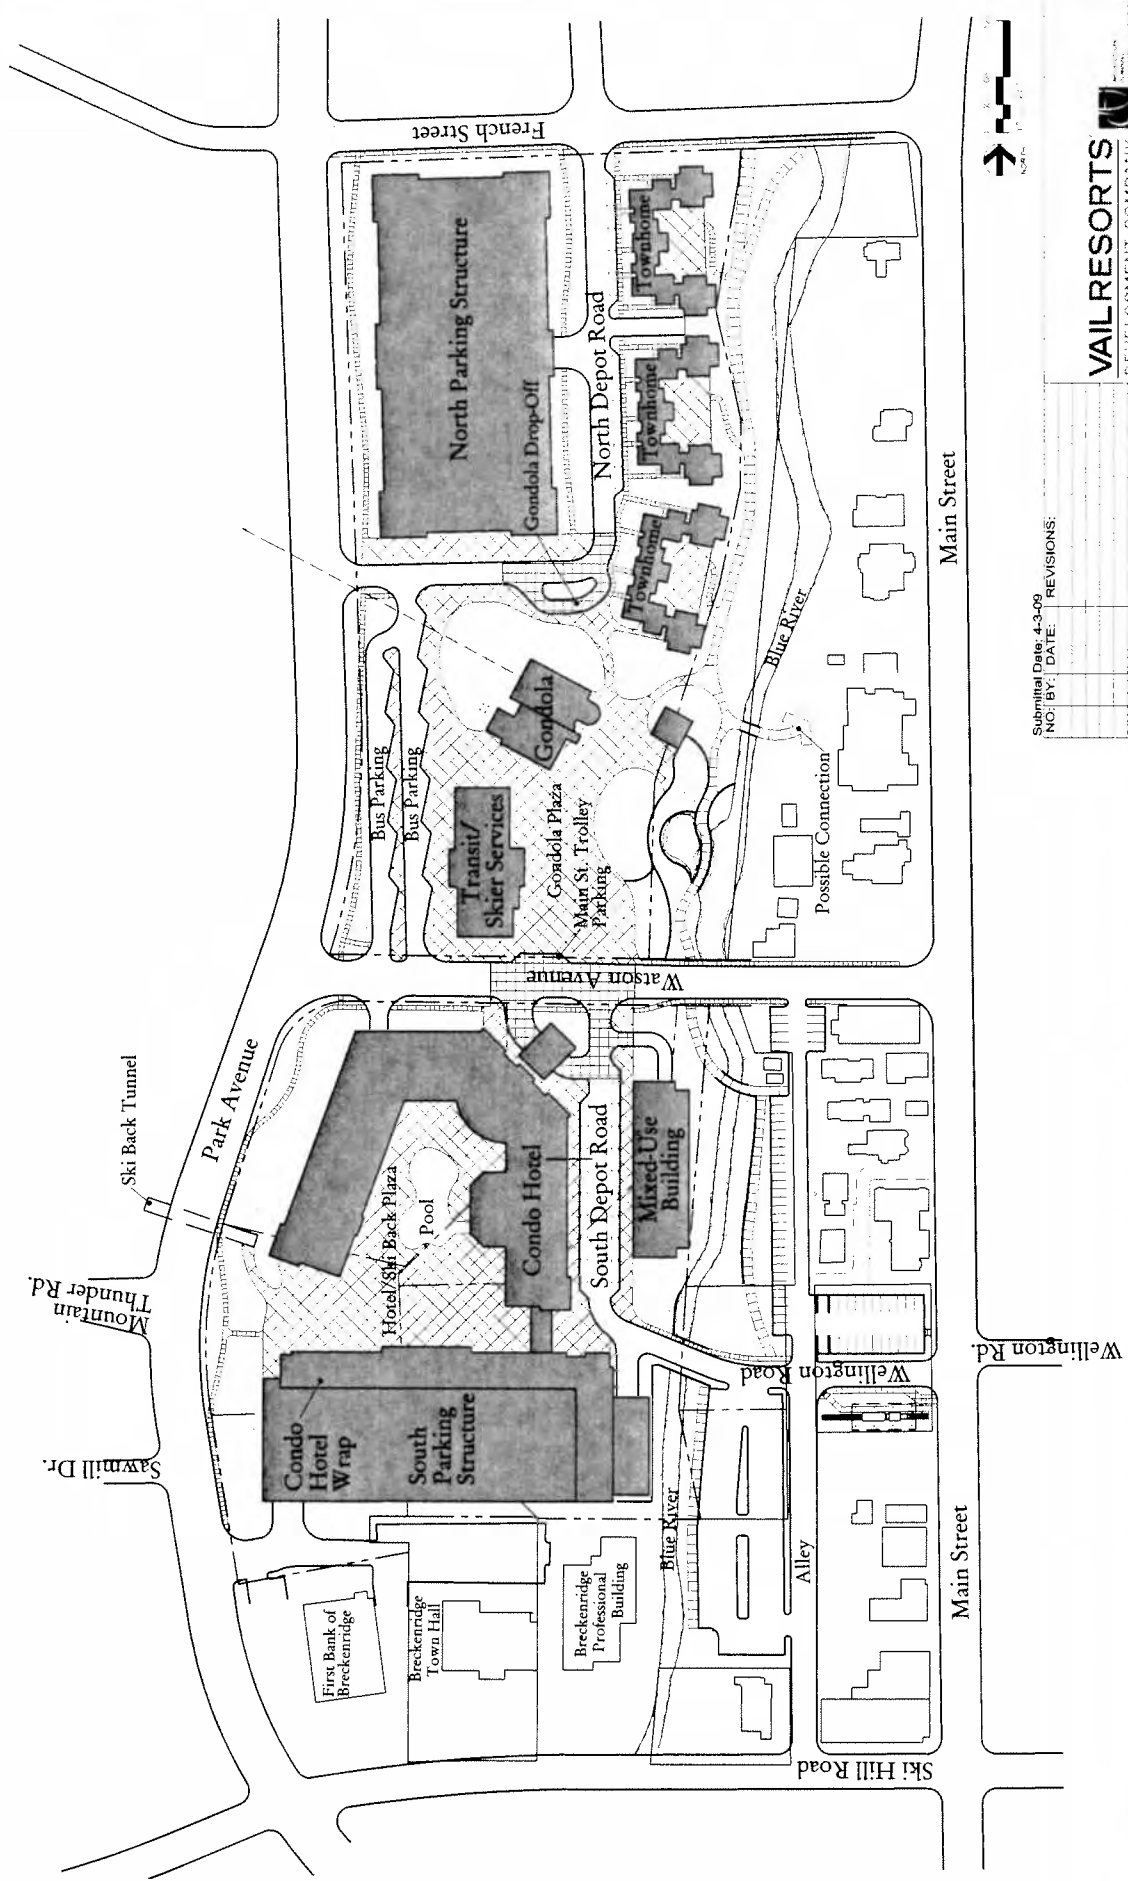 French Street
North Parking Structure
North Depot Road
Gondola Drop-Off
Townhome
Townhome
Townhome
Main Street
Blue River
Possible Connection
Gondola
Bus Parking
Bus Parking
Transit/
Skier Services
Gondola Plaza
Main St. Trolley
Parking
Watson Avenue
Park Avenue
Ski Back Tunnel
Mountain
Thunder Rd.
Sawmill Dr.
Hotel/Ski Back Plaza
Pool
Condo Hotel
South Depot Road
Mixed-Use
Building
Wellington Road
Wellington Rd.
Condo
Hotel
Wrap
South
Parking
Structure
Blue River
Alley
Main Street
First Bank of
Breckenridge
Breckenridge
Town Hall
Breckenridge
Professional
Building
Ski Hill Road
NORTH
VAILRESORTS
DEVELOPMENT COMPANY
Submittal Date: 4-3-09
NO: BY: DATE: REVISIONS: